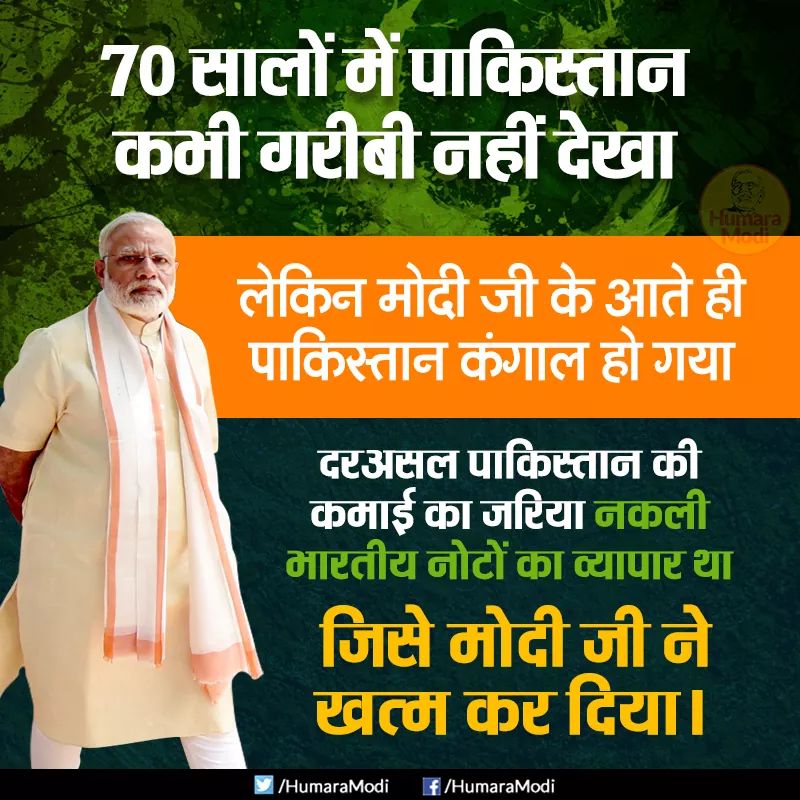 70 सालों में पाकिस्तान
कभी गरीबी नहीं देखा
Humara
Modi
लेकिन मोदी जी के आते ही
पाकिस्तान कंगाल हो गया
दरअसल पाकिस्तान की
कमाई का जरिया नकली
भारतीय नोटों का व्यापार था
जिसे मोदी जी ने
खत्म कर दिया।
/HumaraModi /HumaraModi